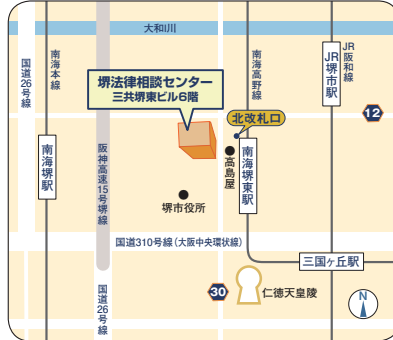 大和川
国道26号線
南海本線
阪神高速15号堺線
堺法律相談センター
三共堺東ビル6階
南海高野線
JR阪和線
JR堺市駅
12
北改札口
南海堺駅
高島屋
南海堺東駅
堺市役所
国道310号線(大阪中央環状線)
三国ヶ丘駅
国道26号線
30
仁徳天皇陵
N